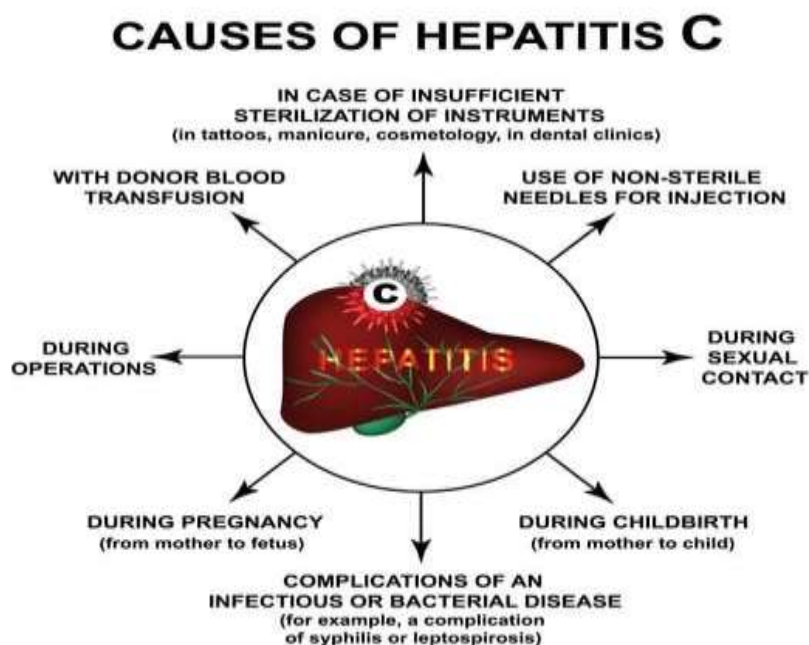 CAUSES OF HEPATITIS C
IN CASE OF INSUFFICIENT
STERILIZATION OF INSTRUMENTS
(in tattoos, manicure, cosmetology, in dental clinics)
WITH DONOR BLOOD
TRANSFUSION
USE OF NON-STERILE
NEEDLES FOR INJECTION
C
HEPATITIS
DURING
OPERATIONS
DURING
SEXUAL
CONTACT
DURING PREGNANCY
(from mother to fetus)
DURING CHILDBIRTH
(from mother to child)
COMPLICATIONS OF AN
INFECTIOUS OR BACTERIAL DISEASE
(for example, a complication
of syphilis or leptospirosis)